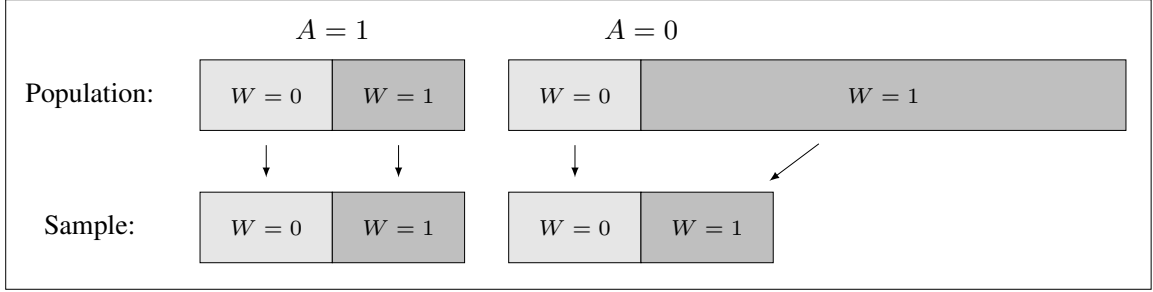 A = 1 A = 0
Population: W = 0 W = 1 W = 0 W = 1
Sample: W = 0 W = 1 W = 0 W = 1